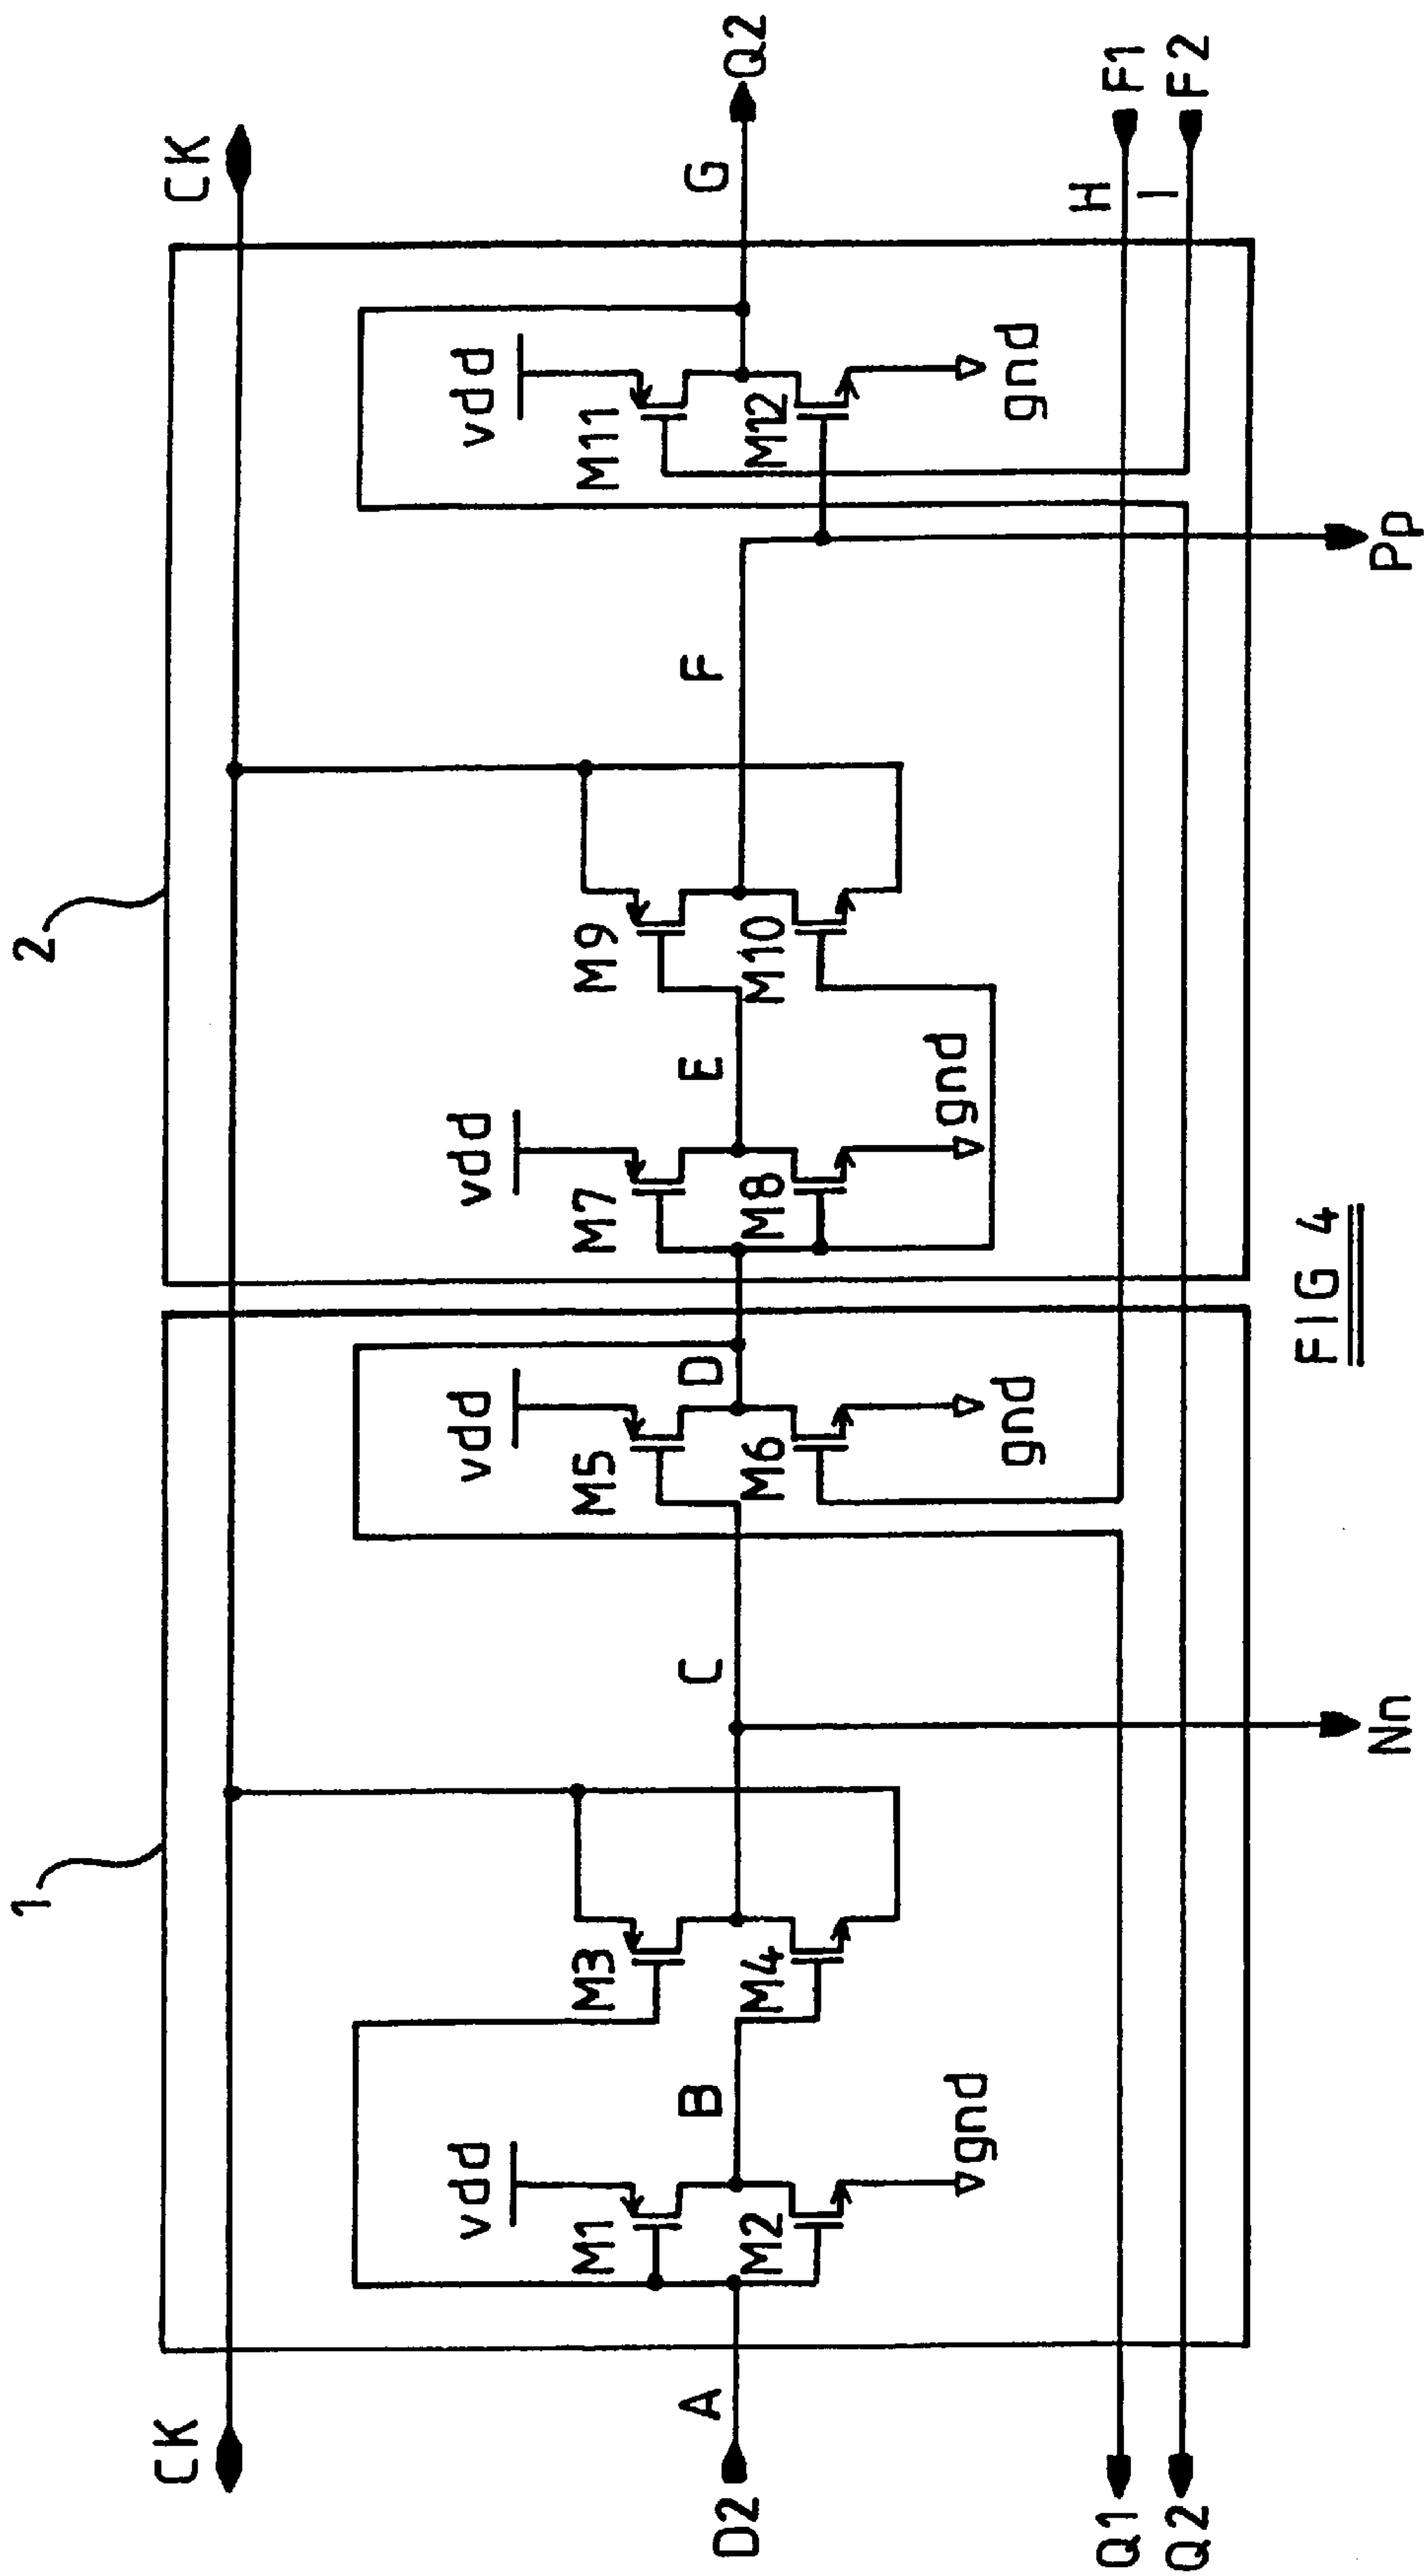 1
2
CK
CK
vdd
vdd
vdd
vdd
M1
M3
M5
M7
M9
M11
D2
A
B
C
D
E
F
G
Q2
M2
M4
M6
M8
M10
M12
gnd
gnd
gnd
gnd
Q1
H
F1
Q2
I
F2
Nn
Pp
FIG 4